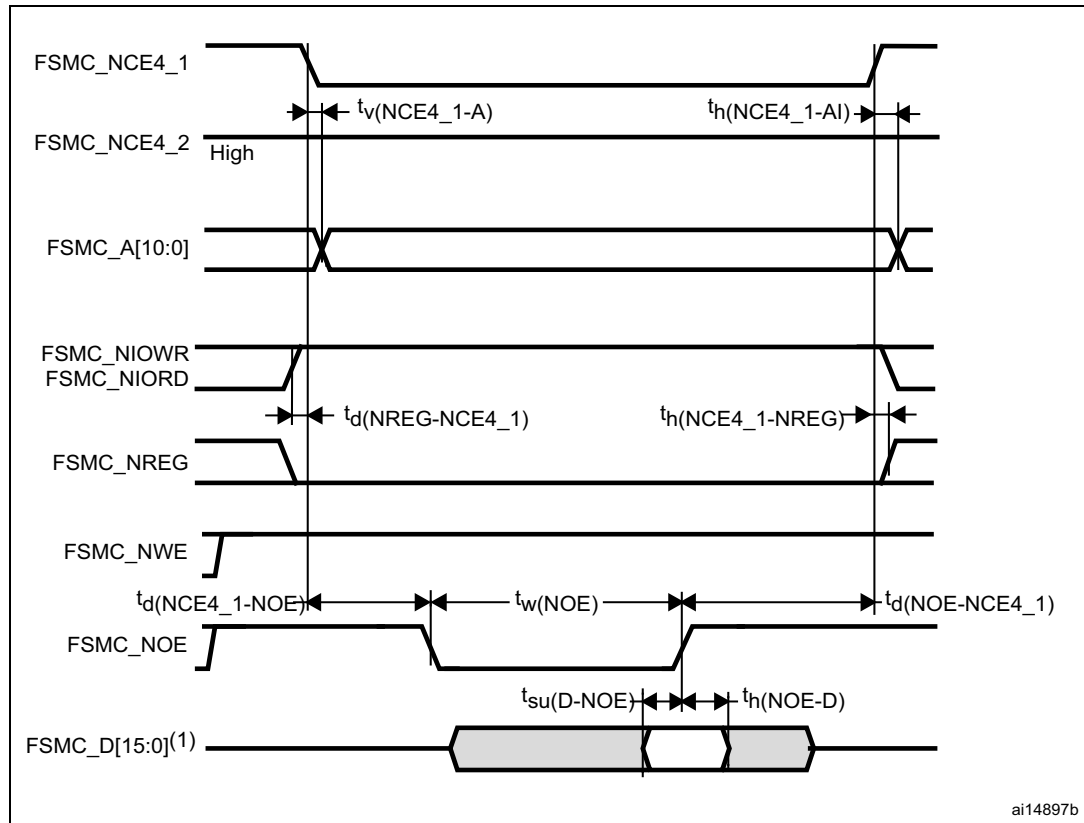 FSMC_NCE4_1
tv(NCE4_1-A)
th(NCE4_1-AI)
FSMC_NCE4_2
High
FSMC_A[10:0]
FSMC_NIOWR
FSMC_NIORD
td(NREG-NCE4_1)
th(NCE4_1-NREG)
FSMC_NREG
FSMC_NWE
td(NCE4_1-NOE)
tw(NOE)
td(NOE-NCE4_1)
FSMC_NOE
tsu(D-NOE)
th(NOE-D)
FSMC_D[15:0](1)
ai14897b